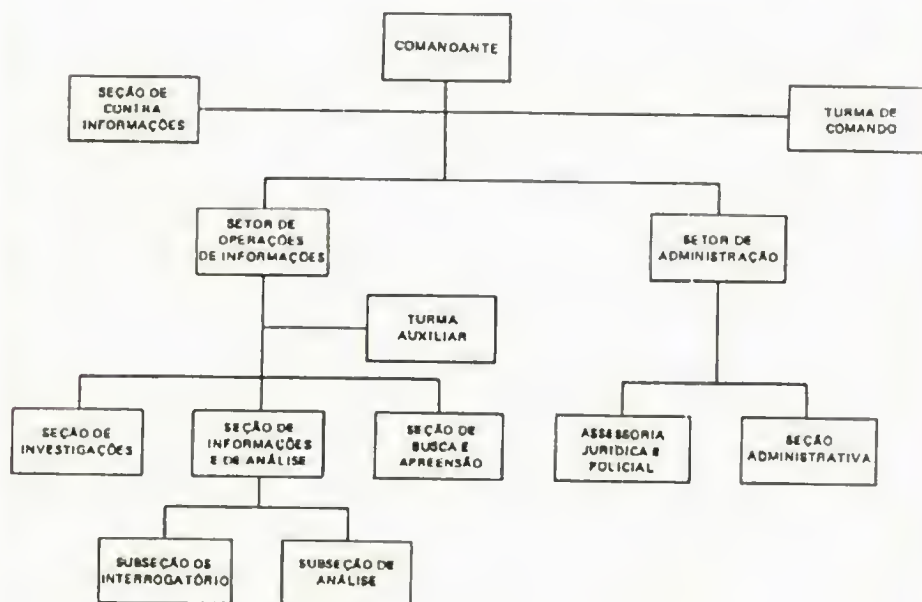 COMANDANTE
SEÇÃO DE
CONTRA
INFORMAÇÕES
TURMA DE
COMANDO
SETOR DE
OPERAÇÕES
DE INFORMAÇÕES
SETOR DE
ADMINISTRAÇÃO
TURMA
AUXILIAR
SEÇÃO DE
INVESTIGAÇÕES
SEÇÃO DE
INFORMAÇÕES
E DE ANÁLISE
SEÇÃO DE
BUSCA E
APREENSÃO
ASSESSORIA
JURÍDICA E
POLICIAL
SEÇÃO
ADMINISTRATIVA
SUBSEÇÃO OS
INTERROGATÓRIO
SUBSEÇÃO DE
ANÁLISE